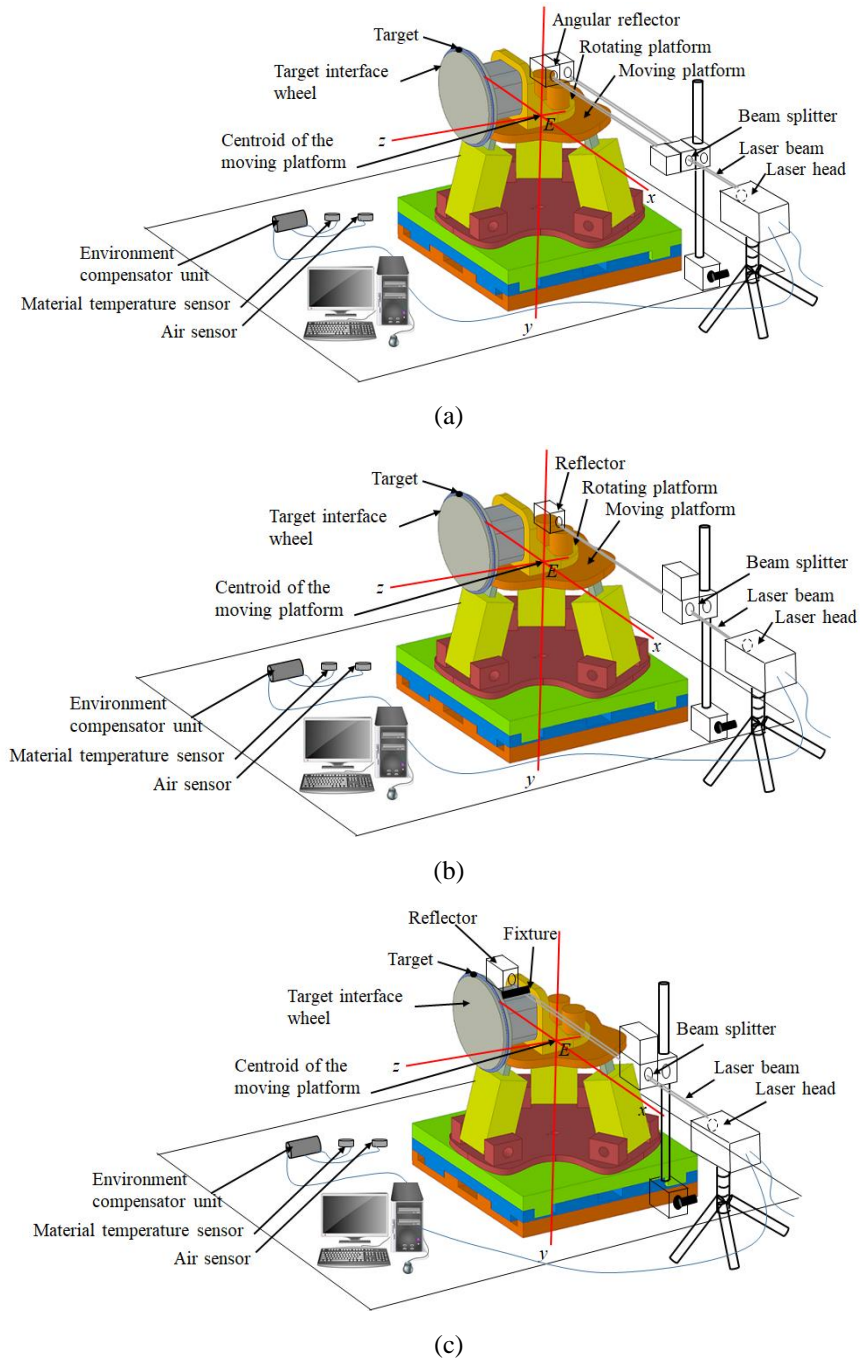 Target
Angular reflector
Rotating platform
Moving platform
Target interface
wheel
Beam splitter
Laser beam
Laser head
Centroid of the
moving platform
z
E
x
Environment
compensator unit
Material temperature sensor
Air sensor
y
(a)
Target
Reflector
Rotating platform
Moving platform
Target interface
wheel
Beam splitter
Laser beam
Laser head
Centroid of the
moving platform
z
E
x
Environment
compensator unit
Material temperature sensor
Air sensor
y
(b)
Reflector
Fixture
Target
Target interface
wheel
Beam splitter
Laser beam
Laser head
Centroid of the
moving platform
z
E
x
Environment
compensator unit
Material temperature sensor
Air sensor
y
(c)